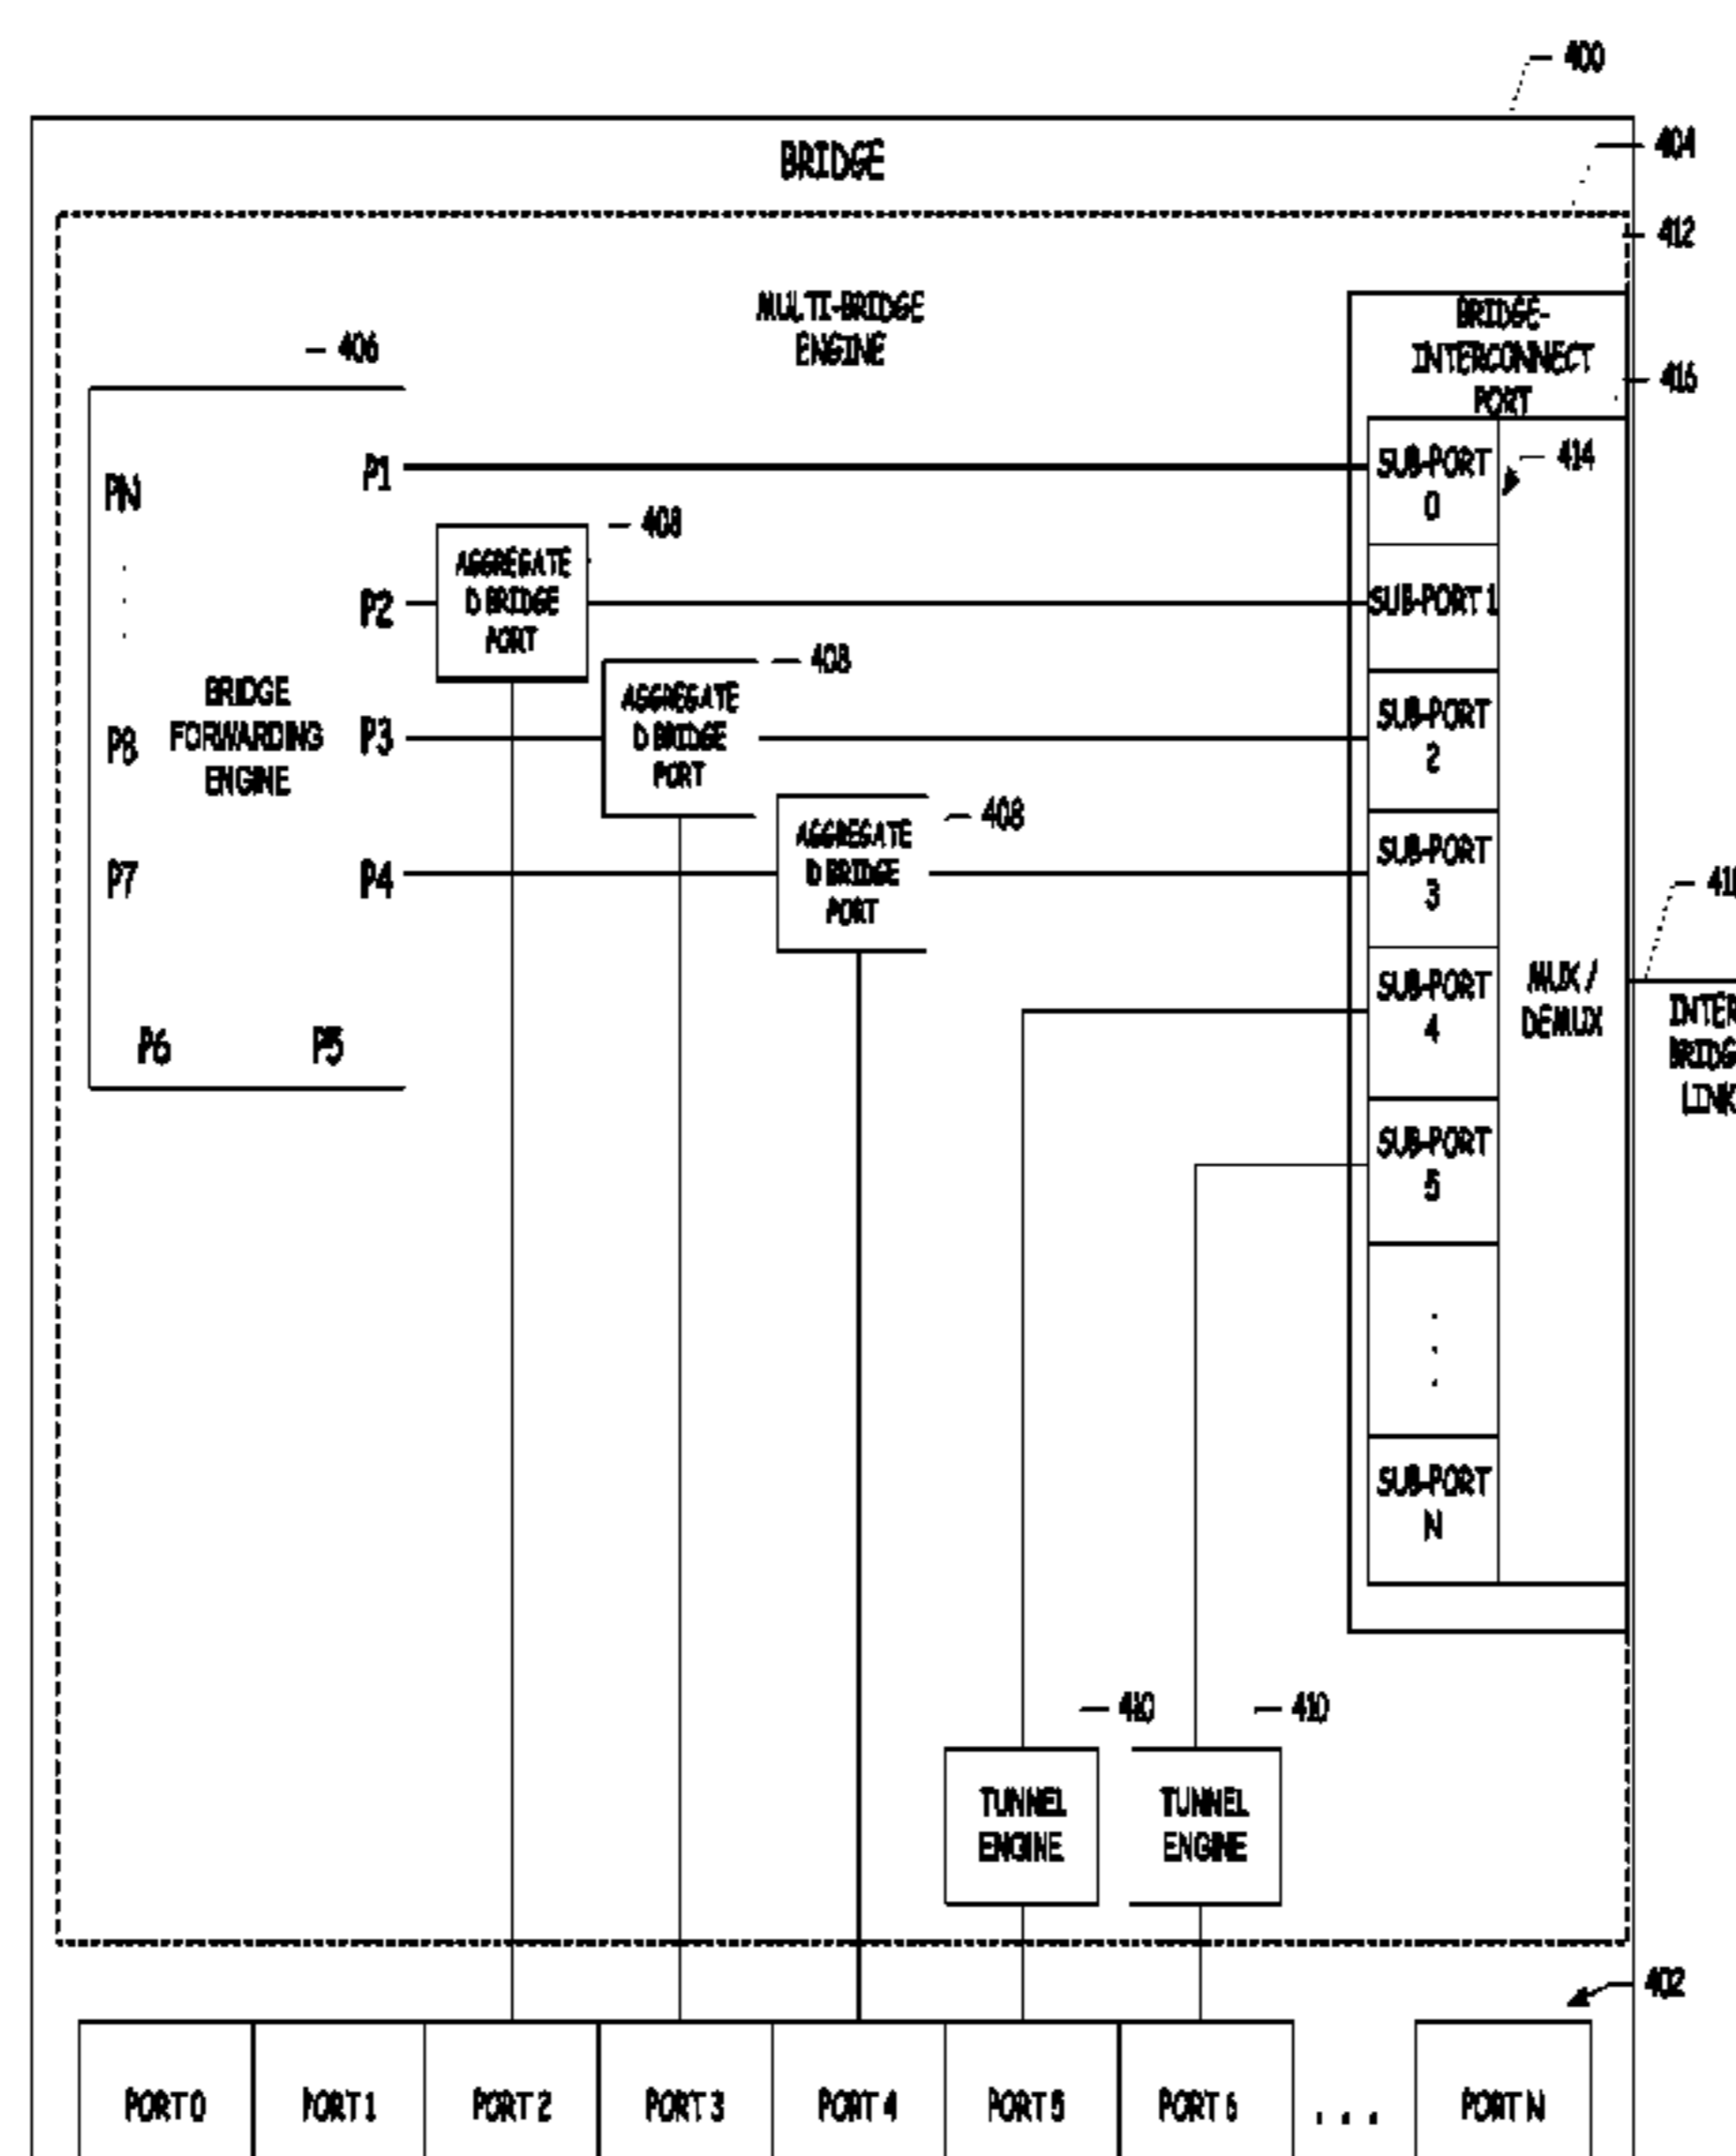 400
BRIDGE
404
412
MULTI-BRIDGE
ENGINE
BRIDGE-
INTERCONNECT
PORT
406
416
P1
PN
SUB-PORT
0
414
408
AGGREGATE
D BRIDGE
PORT
P2
SUB-PORT 1
408
AGGREGATE
D BRIDGE
PORT
BRIDGE
FORWARDING
ENGINE
P8
P3
SUB-PORT
2
408
AGGREGATE
D BRIDGE
PORT
P7
P4
SUB-PORT
3
SUB-PORT
4
MUX /
DEMUX
INTER
BRIDG
LINK
P6
P5
SUB-PORT
5
SUB-PORT
N
410
410
TUNNEL
ENGINE
TUNNEL
ENGINE
402
PORT 0
PORT 1
PORT 2
PORT 3
PORT 4
PORT 5
PORT 6
...
PORT N